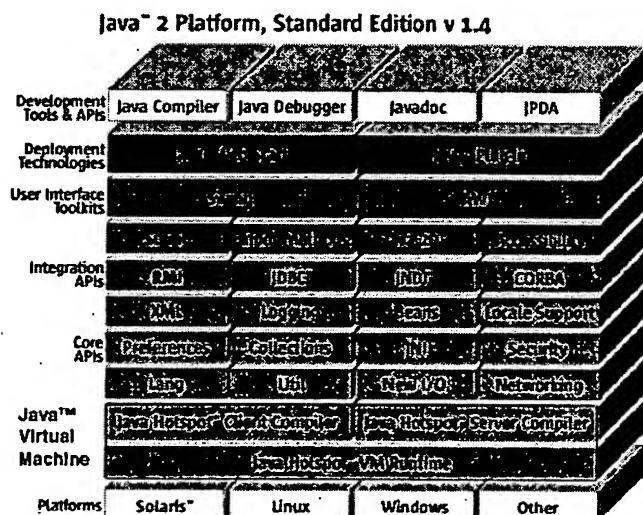 Java™ 2 Platform, Standard Edition v 1.4
Development Tools & APIs
Java Compiler Java Debugger Javadoc JPDA
Deployment Technologies
User Interface Toolkits
Swing AWT
Integration APIs
RMI JDBC JNDI CORBA
XML Logging Beans Locale Support
Core APIs
Preferences Collections JNI Security
Lang Util New I/O Networking
Java™ Virtual Machine
Java Hotspot™ Client Compiler Java Hotspot™ Server Compiler
Java Hotspot™ VM Runtime
Platforms
Solaris™ Linux Windows Other